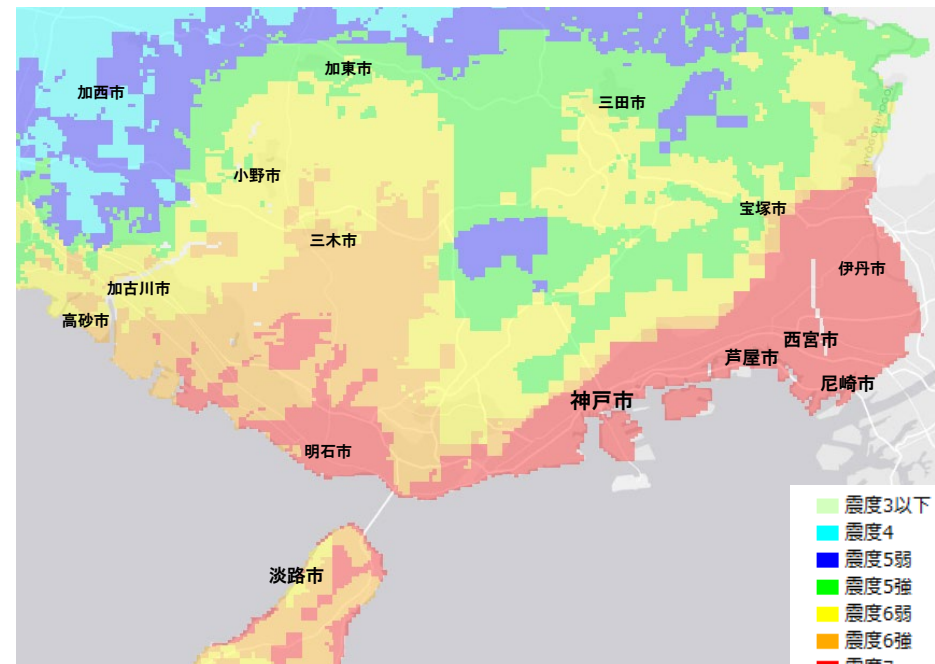 加東市
加西市
三田市
小野市
宝塚市
三木市
伊丹市
加古川市
高砂市
西宮市
芦屋市
尼崎市
神戸市
明石市
淡路市
震度3以下
震度4
震度5弱
震度5強
震度6弱
震度6強